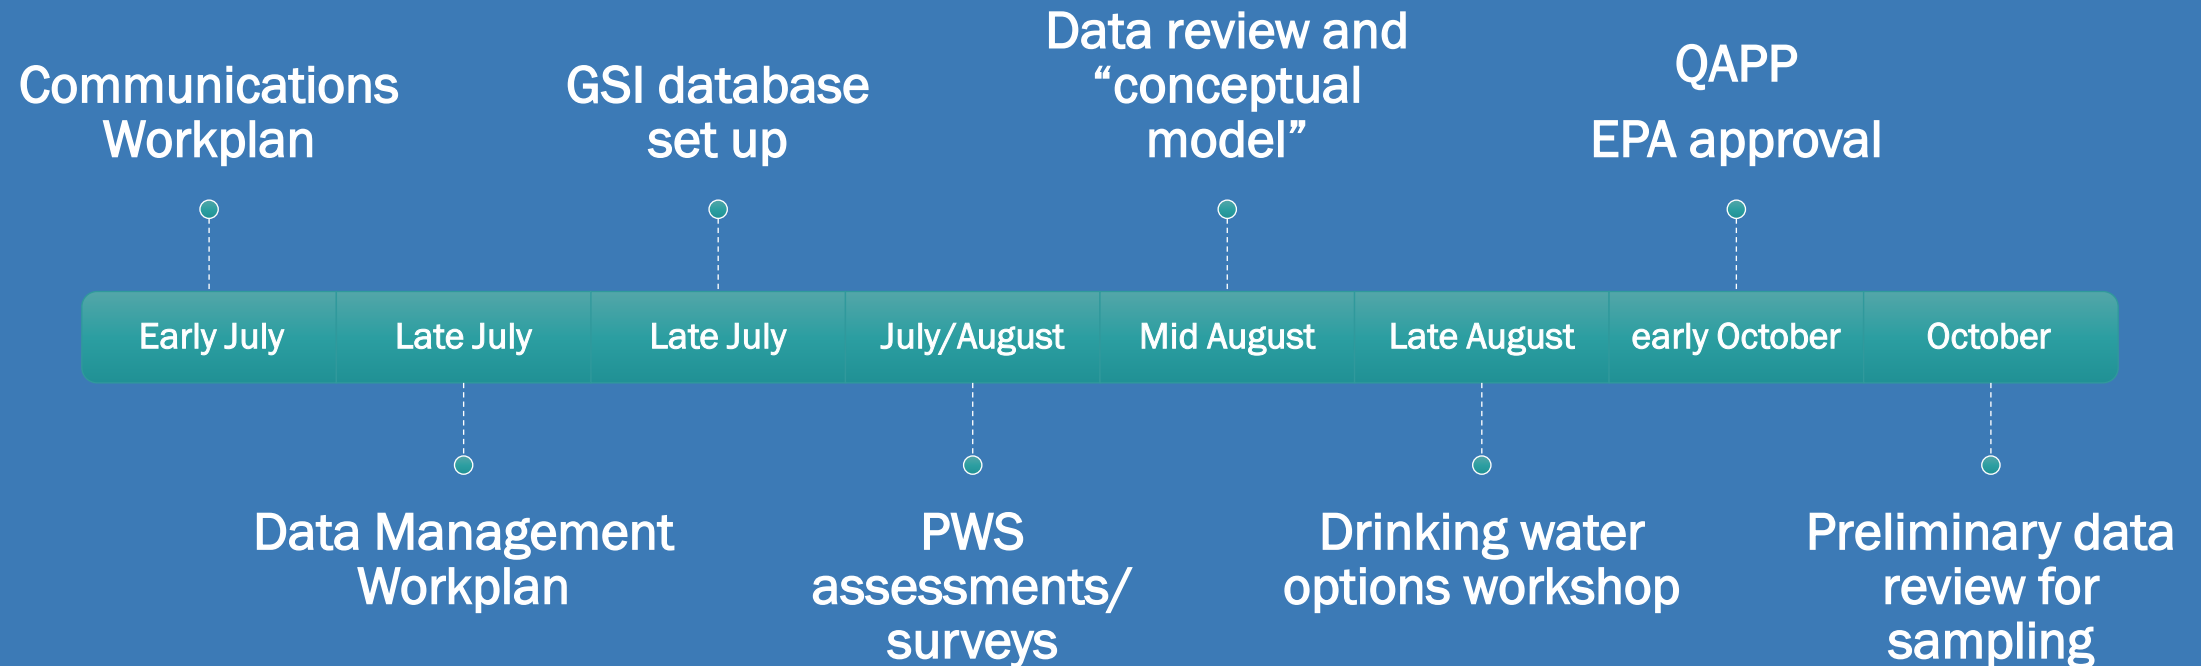 Communications
Workplan
GSI database
set up
Data review and
“conceptual
model”
QAPP
EPA approval
Early July
Late July
Late July
July/August
Mid August
Late August
early October
October
Data Management
Workplan
PWS
assessments/
surveys
Drinking water
options workshop
Preliminary data
review for
sampling